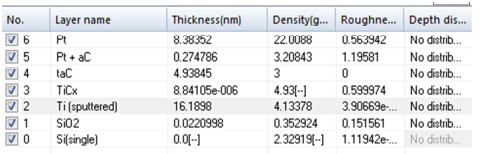 No. Layer name Thickness(nm) Density(g... Roughne... Depth dis...
6 Pt 8.38352 22.0088 0.563942 No distrib...
5 Pt + aC 0.274786 3.20843 1.19581 No distrib...
4 taC 4.93845 3 0 No distrib...
3 TiCx 8.84105e-006 4.93[--] 0.599974 No distrib...
2 Ti (sputtered) 16.1898 4.13378 3.90669e-... No distrib...
1 SiO2 0.0220998 0.352924 0.151561 No distrib...
0 Si(single) 0.0[--] 2.32919[--] 1.11942e-... No distrib...